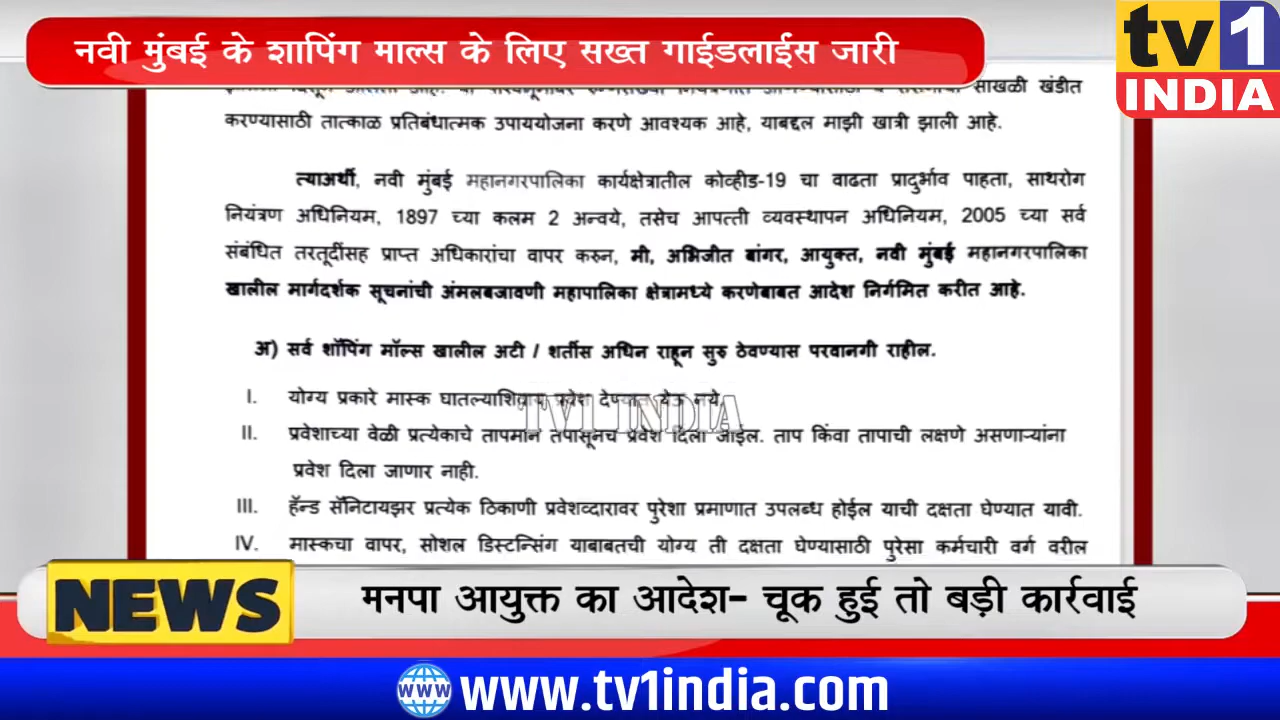 नवी मुंबई के शापिंग माल्स के लिए सख्त गाईडलाईस जारी
tv1
INDIA
साखळी खंडीत
करण्यासाठी तात्काळ प्रतिबंधात्मक उपाययोजना करणे आवश्यक आहे, याबद्दल माझी खात्री झाली आहे.
त्याअर्थी, नवी मुंबई महानगरपालिका कार्यक्षेत्रातील कोव्हीड-19 चा वाढता प्रादुर्भाव पाहता, साथरोग
नियंत्रण अधिनियम, 1897 च्या कलम 2 अन्वये, तसेच आपत्ती व्यवस्थापन अधिनियम, 2005 च्या सर्व
संबंधित तरतूदींसह प्राप्त अधिकारांचा वापर करुन, मी, अभिजीत बांगर, आयुक्त, नवी मुंबई महानगरपालिका
खालील मार्गदर्शक सूचनांची अंमलबजावणी महापालिका क्षेत्रामध्ये करणेबाबत आदेश निर्गमित करीत आहे.
अ) सर्व शॉपिंग मॉल्स खालील अटी / शर्तीस अधिन राहून सुरु ठेवण्यास परवानगी राहील.
I. योग्य प्रकारे मास्क घातल्याशिवाय प्रवेश देण्यात येऊ नये.
TV1 INDIA
II. प्रवेशाच्या वेळी प्रत्येकाचे तापमान तपासूनच प्रवेश दिला जाईल. ताप किंवा तापाची लक्षणे असणाऱ्यांना
प्रवेश दिला जाणार नाही.
III. हॅन्ड सॅनिटायझर प्रत्येक ठिकाणी प्रवेशव्दारावर पुरेशा प्रमाणात उपलब्ध होईल याची दक्षता घेण्यात यावी.
IV. मास्कचा वापर, सोशल डिस्टन्सिंग याबाबतची योग्य ती दक्षता घेण्यासाठी पुरेसा कर्मचारी वर्ग वरील
NEWS
मनपा आयुक्त का आदेश- चूक हुई तो बड़ी कार्रवाई
www
www.tv1india.com